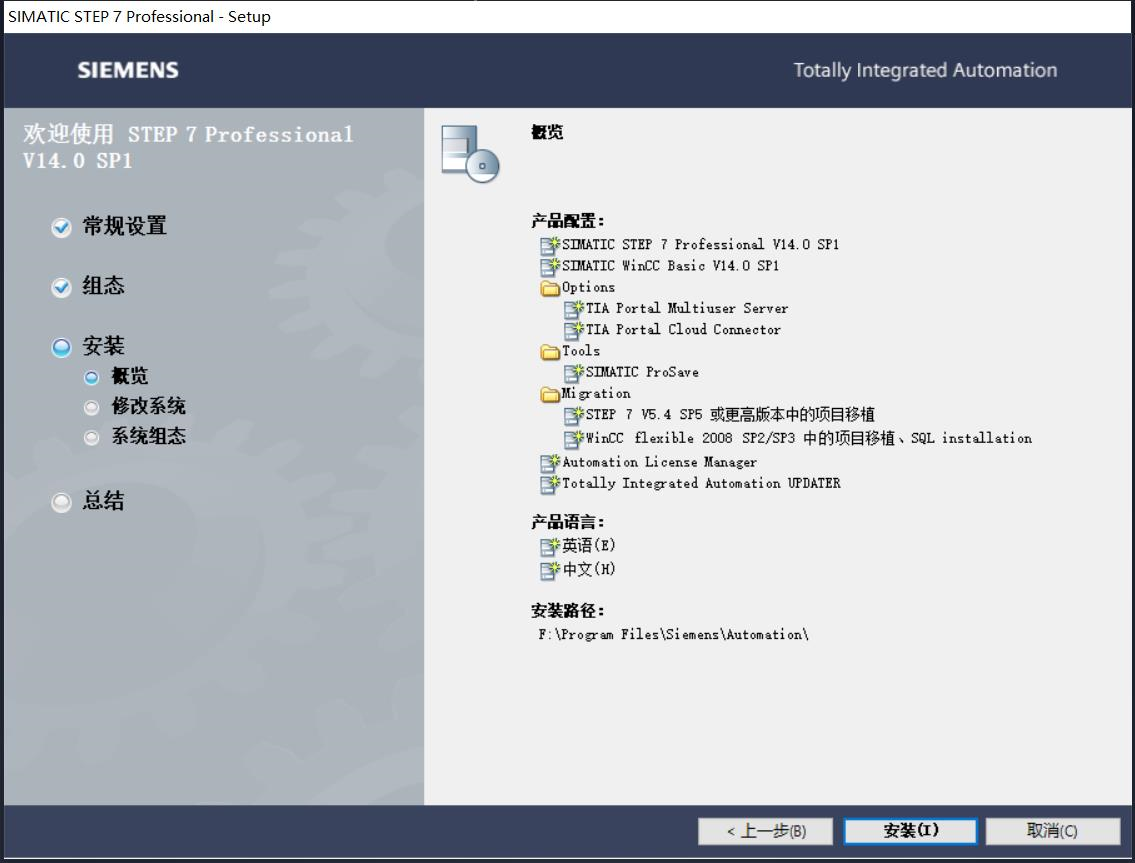 SIMATIC STEP 7 Professional - Setup
SIEMENS
Totally Integrated Automation
欢迎使用 STEP 7 Professional
V14.0 SP1
常规设置
组态
安装
概览
修改系统
系统组态
总结
概览
产品配置:
SIMATIC STEP 7 Professional V14.0 SP1
SIMATIC WinCC Basic V14.0 SP1
Options
TIA Portal Multiuser Server
TIA Portal Cloud Connector
Tools
SIMATIC ProSave
Migration
STEP 7 V5.4 SP5 或更高版本中的项目移植
WinCC flexible 2008 SP2/SP3 中的项目移植、SQL installation
Automation License Manager
Totally Integrated Automation UPDATER
产品语言:
英语(E)
中文(H)
安装路径:
F:\Program Files\Siemens\Automation\
< 上一步(B)
安装(I)
取消(C)